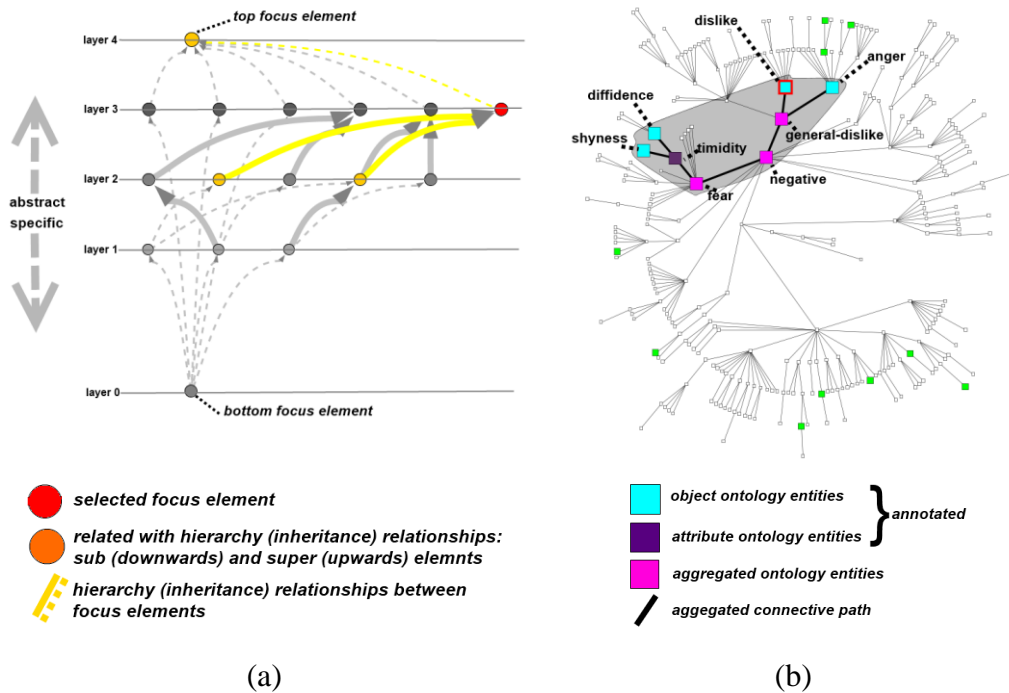 top focus element
layer 4
layer 3
layer 2
layer 1
layer 0
abstract
specific
bottom focus element
selected focus element
related with hierarchy (inheritance) relationships:
sub (downwards) and super (upwards) elemnts
hierarchy (inheritance) relationships between
focus elements
(a)
dislike
anger
diffidence
shyness
timidity
general-dislike
negative
fear
object ontology entities
attribute ontology entities
annotated
aggregated ontology entities
aggegated connective path
(b)